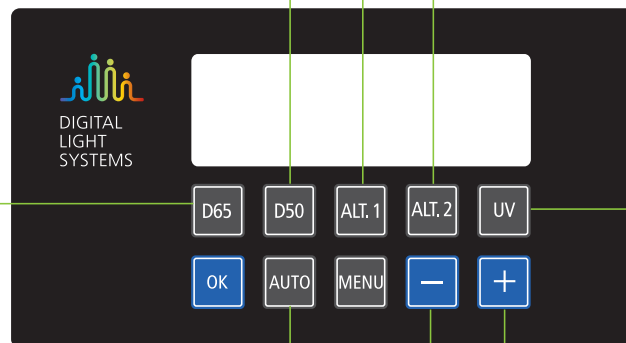 DIGITAL
LIGHT
SYSTEMS
D65 D50 ALT. 1 ALT. 2 UV
OK AUTO MENU − +